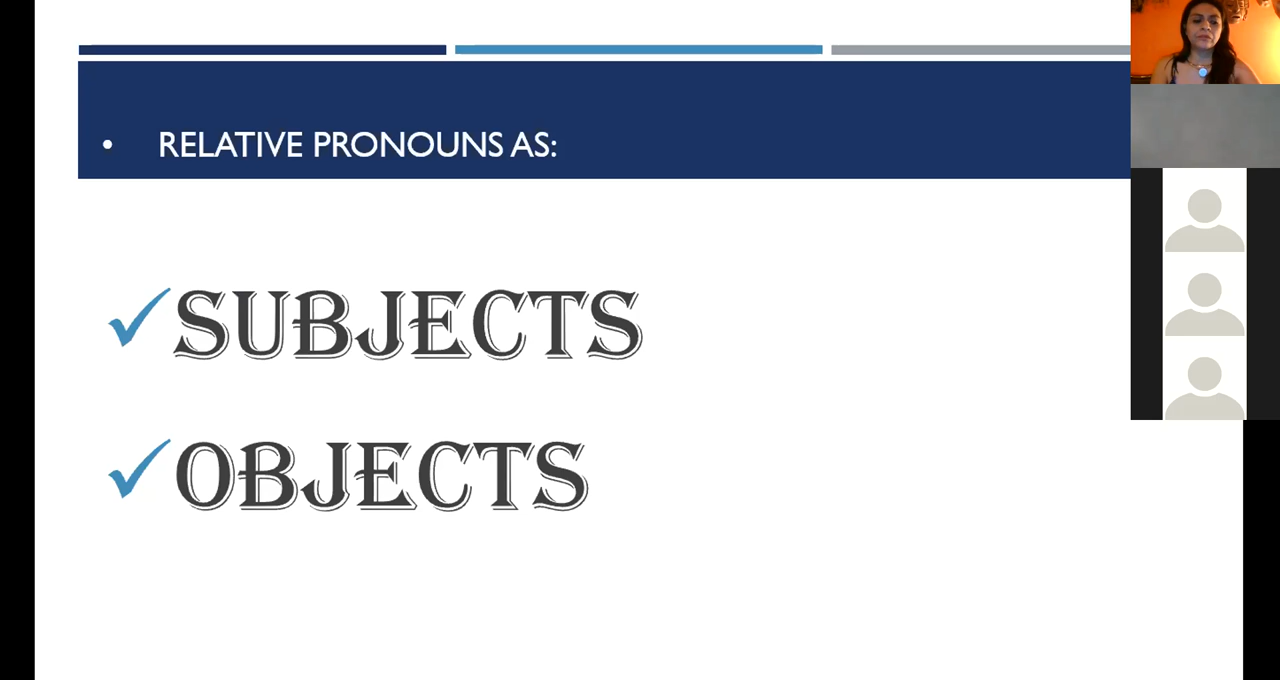 • RELATIVE PRONOUNS AS:
✓SUBJECTS
✓OBJECTS